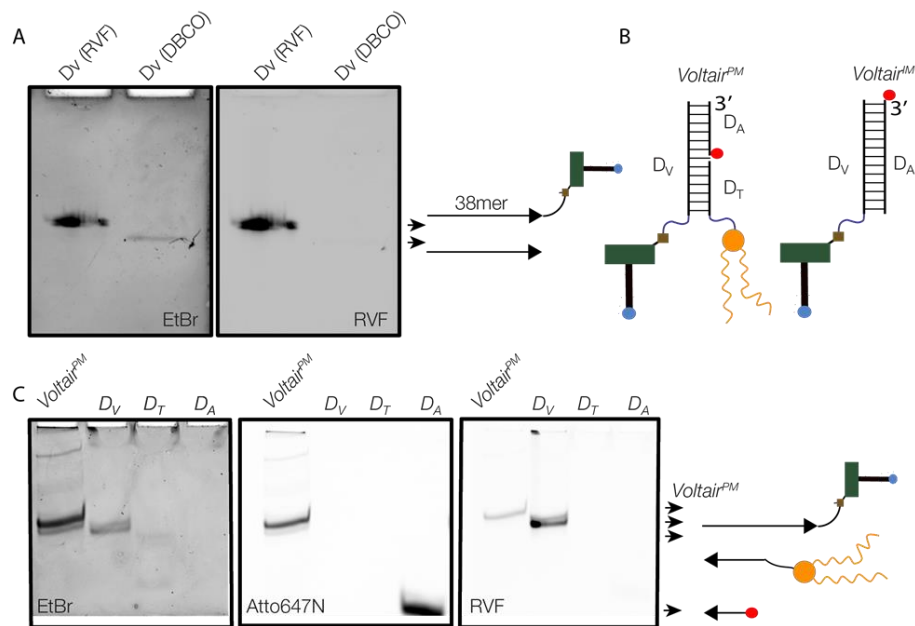 A
Dv (RVF)
Dv (DBCO)
Dv (RVF)
Dv (DBCO)
EtBr
RVF
38mer
B
Voltair^PM
3’
D_A
D_V
D_T
Voltair^IM
3’
D_V
D_A
C
Voltair^PM
D_V
D_T
D_A
Voltair^PM
D_V
D_T
D_A
Voltair^PM
D_V
D_T
D_A
EtBr
Atto647N
RVF
Voltair^PM